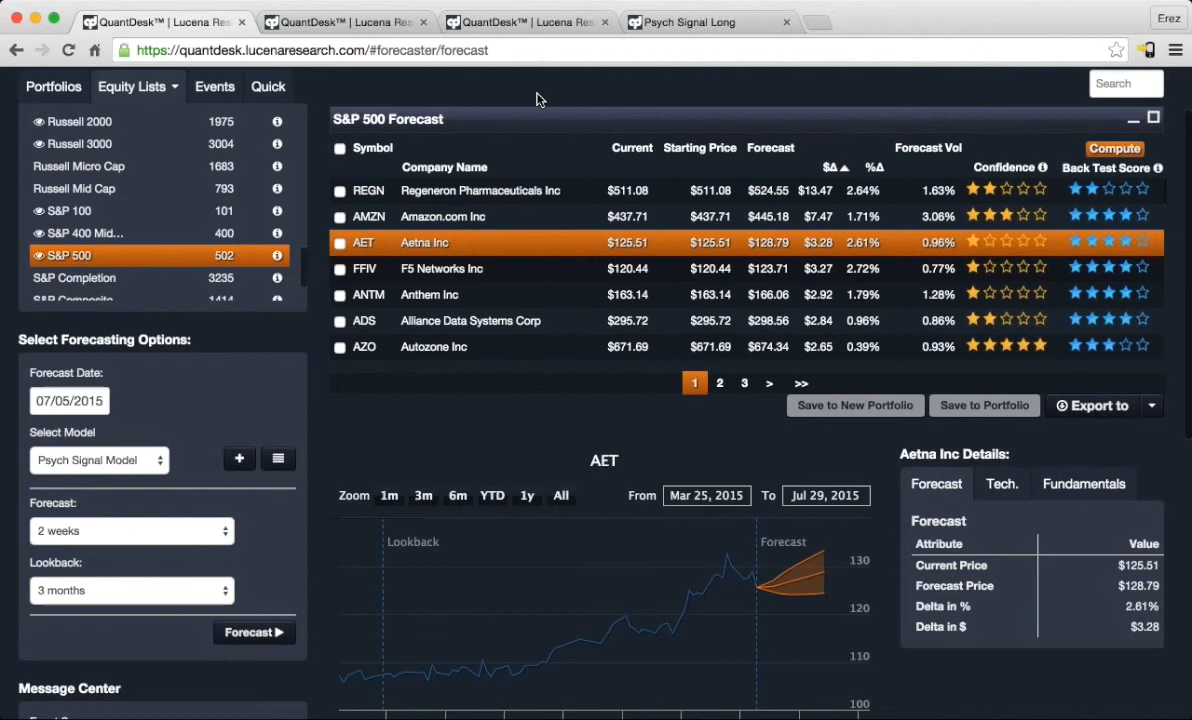 QuantDesk™ | Lucena Res
QuantDesk™ | Lucena Res
QuantDesk™ | Lucena Res
Psych Signal Long
Erez
https://quantdesk.lucenaresearch.com/#forecaster/forecast
Portfolios
Equity Lists
Events
Quick
Search
Russell 2000 1975
Russell 3000 3004
Russell Micro Cap 1683
Russell Mid Cap 793
S&P 100 101
S&P 400 Mid... 400
S&P 500 502
S&P Completion 3235
S&P Composite 1414
Select Forecasting Options:
Forecast Date:
07/05/2015
Select Model
Psych Signal Model
Forecast:
2 weeks
Lookback:
3 months
Forecast
Message Center
S&P 500 Forecast
Symbol Current Starting Price Forecast Forecast Vol Compute
Company Name $Δ %Δ Confidence Back Test Score
REGN Regeneron Pharmaceuticals Inc $511.08 $511.08 $524.55 $13.47 2.64% 1.63%
AMZN Amazon.com Inc $437.71 $437.71 $445.18 $7.47 1.71% 3.06%
AET Aetna Inc $125.51 $125.51 $128.79 $3.28 2.61% 0.96%
FFIV F5 Networks Inc $120.44 $120.44 $123.71 $3.27 2.72% 0.77%
ANTM Anthem Inc $163.14 $163.14 $166.06 $2.92 1.79% 1.28%
ADS Alliance Data Systems Corp $295.72 $295.72 $298.56 $2.84 0.96% 0.86%
AZO Autozone Inc $671.69 $671.69 $674.34 $2.65 0.39% 0.93%
1 2 3 > >>
Save to New Portfolio
Save to Portfolio
Export to
AET
Zoom 1m 3m 6m YTD 1y All From Mar 25, 2015 To Jul 29, 2015
Lookback
Forecast
130
120
110
100
Aetna Inc Details:
Forecast Tech. Fundamentals
Forecast
Attribute Value
Current Price $125.51
Forecast Price $128.79
Delta in % 2.61%
Delta in $ $3.28